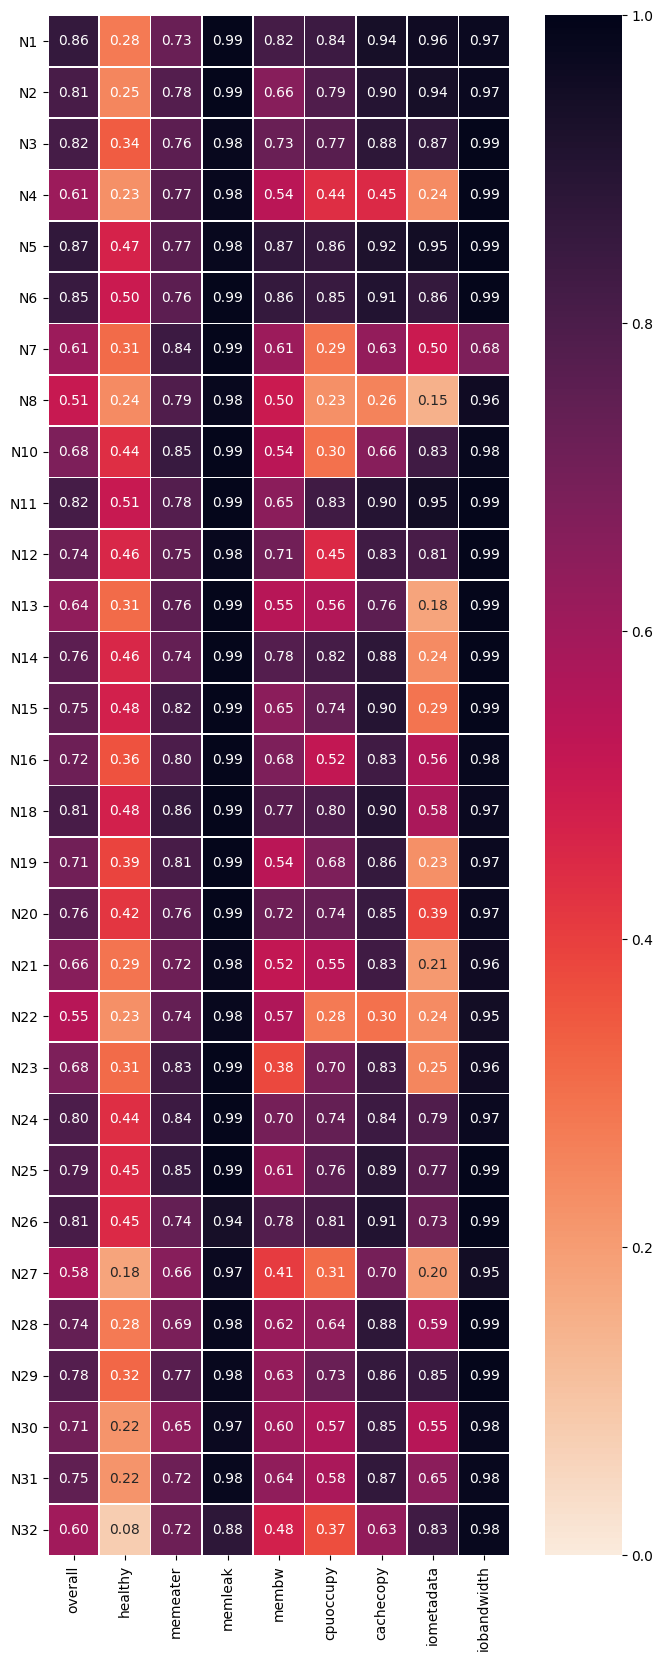 N1 0.86 0.28 0.73 0.99 0.82 0.84 0.94 0.96 0.97
N2 0.81 0.25 0.78 0.99 0.66 0.79 0.90 0.94 0.97
N3 0.82 0.34 0.76 0.98 0.73 0.77 0.88 0.87 0.99
N4 0.61 0.23 0.77 0.98 0.54 0.44 0.45 0.24 0.99
N5 0.87 0.47 0.77 0.98 0.87 0.86 0.92 0.95 0.99
N6 0.85 0.50 0.76 0.99 0.86 0.85 0.91 0.86 0.99
N7 0.61 0.31 0.84 0.99 0.61 0.29 0.63 0.50 0.68
N8 0.51 0.24 0.79 0.98 0.50 0.23 0.26 0.15 0.96
N10 0.68 0.44 0.85 0.99 0.54 0.30 0.66 0.83 0.98
N11 0.82 0.51 0.78 0.99 0.65 0.83 0.90 0.95 0.99
N12 0.74 0.46 0.75 0.98 0.71 0.45 0.83 0.81 0.99
N13 0.64 0.31 0.76 0.99 0.55 0.56 0.76 0.18 0.99
N14 0.76 0.46 0.74 0.99 0.78 0.82 0.88 0.24 0.99
N15 0.75 0.48 0.82 0.99 0.65 0.74 0.90 0.29 0.99
N16 0.72 0.36 0.80 0.99 0.68 0.52 0.83 0.56 0.98
N18 0.81 0.48 0.86 0.99 0.77 0.80 0.90 0.58 0.97
N19 0.71 0.39 0.81 0.99 0.54 0.68 0.86 0.23 0.97
N20 0.76 0.42 0.76 0.99 0.72 0.74 0.85 0.39 0.97
N21 0.66 0.29 0.72 0.98 0.52 0.55 0.83 0.21 0.96
N22 0.55 0.23 0.74 0.98 0.57 0.28 0.30 0.24 0.95
N23 0.68 0.31 0.83 0.99 0.38 0.70 0.83 0.25 0.96
N24 0.80 0.44 0.84 0.99 0.70 0.74 0.84 0.79 0.97
N25 0.79 0.45 0.85 0.99 0.61 0.76 0.89 0.77 0.99
N26 0.81 0.45 0.74 0.94 0.78 0.81 0.91 0.73 0.99
N27 0.58 0.18 0.66 0.97 0.41 0.31 0.70 0.20 0.95
N28 0.74 0.28 0.69 0.98 0.62 0.64 0.88 0.59 0.99
N29 0.78 0.32 0.77 0.98 0.63 0.73 0.86 0.85 0.99
N30 0.71 0.22 0.65 0.97 0.60 0.57 0.85 0.55 0.98
N31 0.75 0.22 0.72 0.98 0.64 0.58 0.87 0.65 0.98
N32 0.60 0.08 0.72 0.88 0.48 0.37 0.63 0.83 0.98
overall healthy memeater memleak membw cpuoccupy cachecopy iometadata iobandwidth
1.0
0.8
0.6
0.4
0.2
0.0